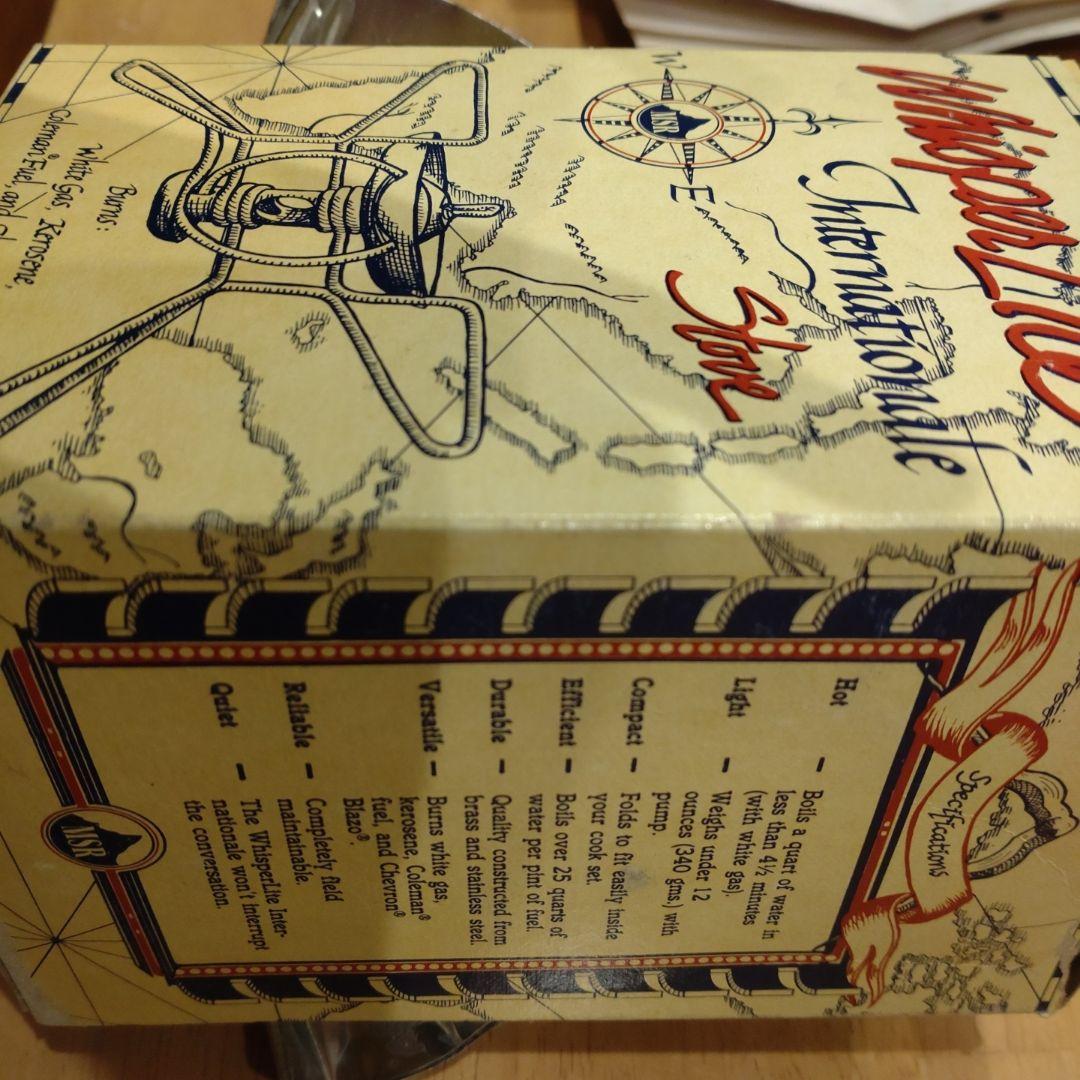 WhisperLite
Internationale
Stove
W
E
MSR
Burns:
White Gas, Kerosene,
Coleman® Fuel, and
Specifications
Hot – Boils a quart of water in
less than 4½ minutes
(with white gas).
Light – Weighs under 12
ounces (340 gms.) with
pump.
Compact – Folds to fit easily inside
your cook set.
Efficient – Boils over 25 quarts of
water per pint of fuel.
Durable – Quality constructed from
brass and stainless steel.
Versatile – Burns white gas,
kerosene, Coleman®
fuel, and Chevron®
Blazo®
Reliable – Completely field
maintainable.
Quiet – The WhisperLite Inter-
nationale won't interrupt
the conversation.
MSR